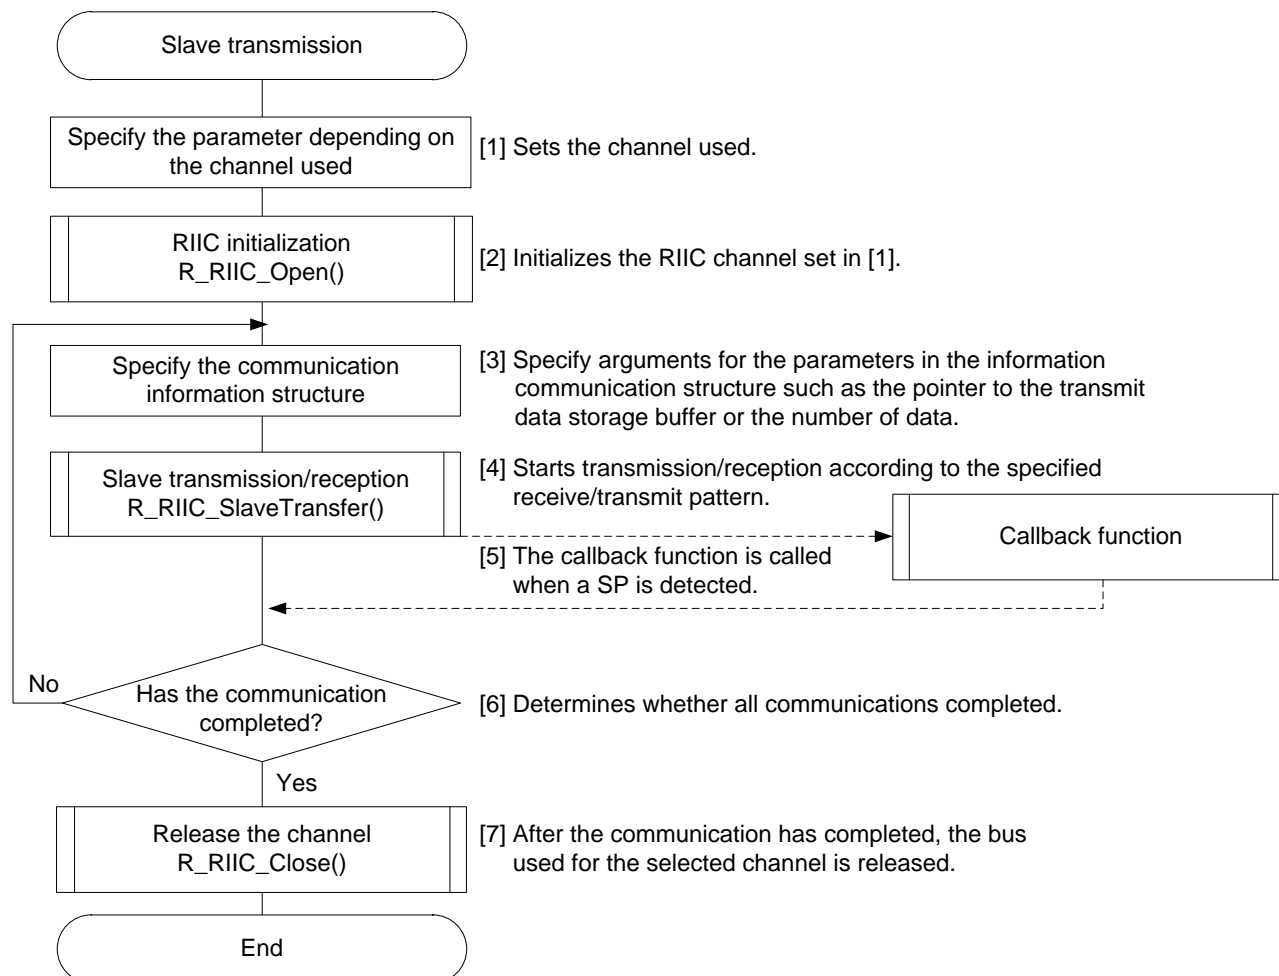 Slave transmission
Specify the parameter depending on
the channel used
[1] Sets the channel used.
RIIC initialization
R_RIIC_Open()
[2] Initializes the RIIC channel set in [1].
Specify the communication
information structure
[3] Specify arguments for the parameters in the information
communication structure such as the pointer to the transmit
data storage buffer or the number of data.
Slave transmission/reception
R_RIIC_SlaveTransfer()
[4] Starts transmission/reception according to the specified
receive/transmit pattern.
Callback function
[5] The callback function is called
when a SP is detected.
No
Has the communication
completed?
[6] Determines whether all communications completed.
Yes
Release the channel
R_RIIC_Close()
[7] After the communication has completed, the bus
used for the selected channel is released.
End